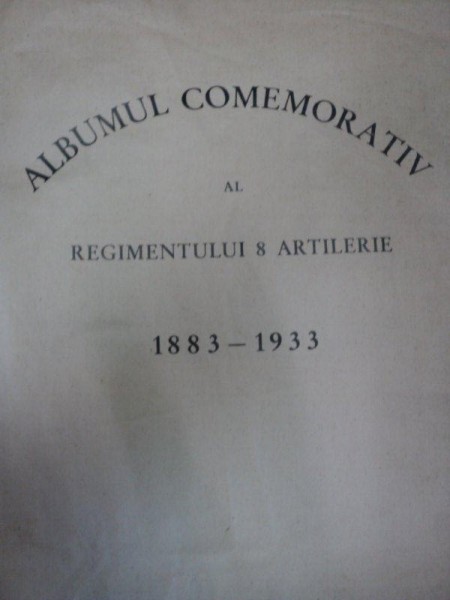 ALBUMUL COMEMORATIV
AL
REGIMENTULUI 8 ARTILERIE
1883 – 1933